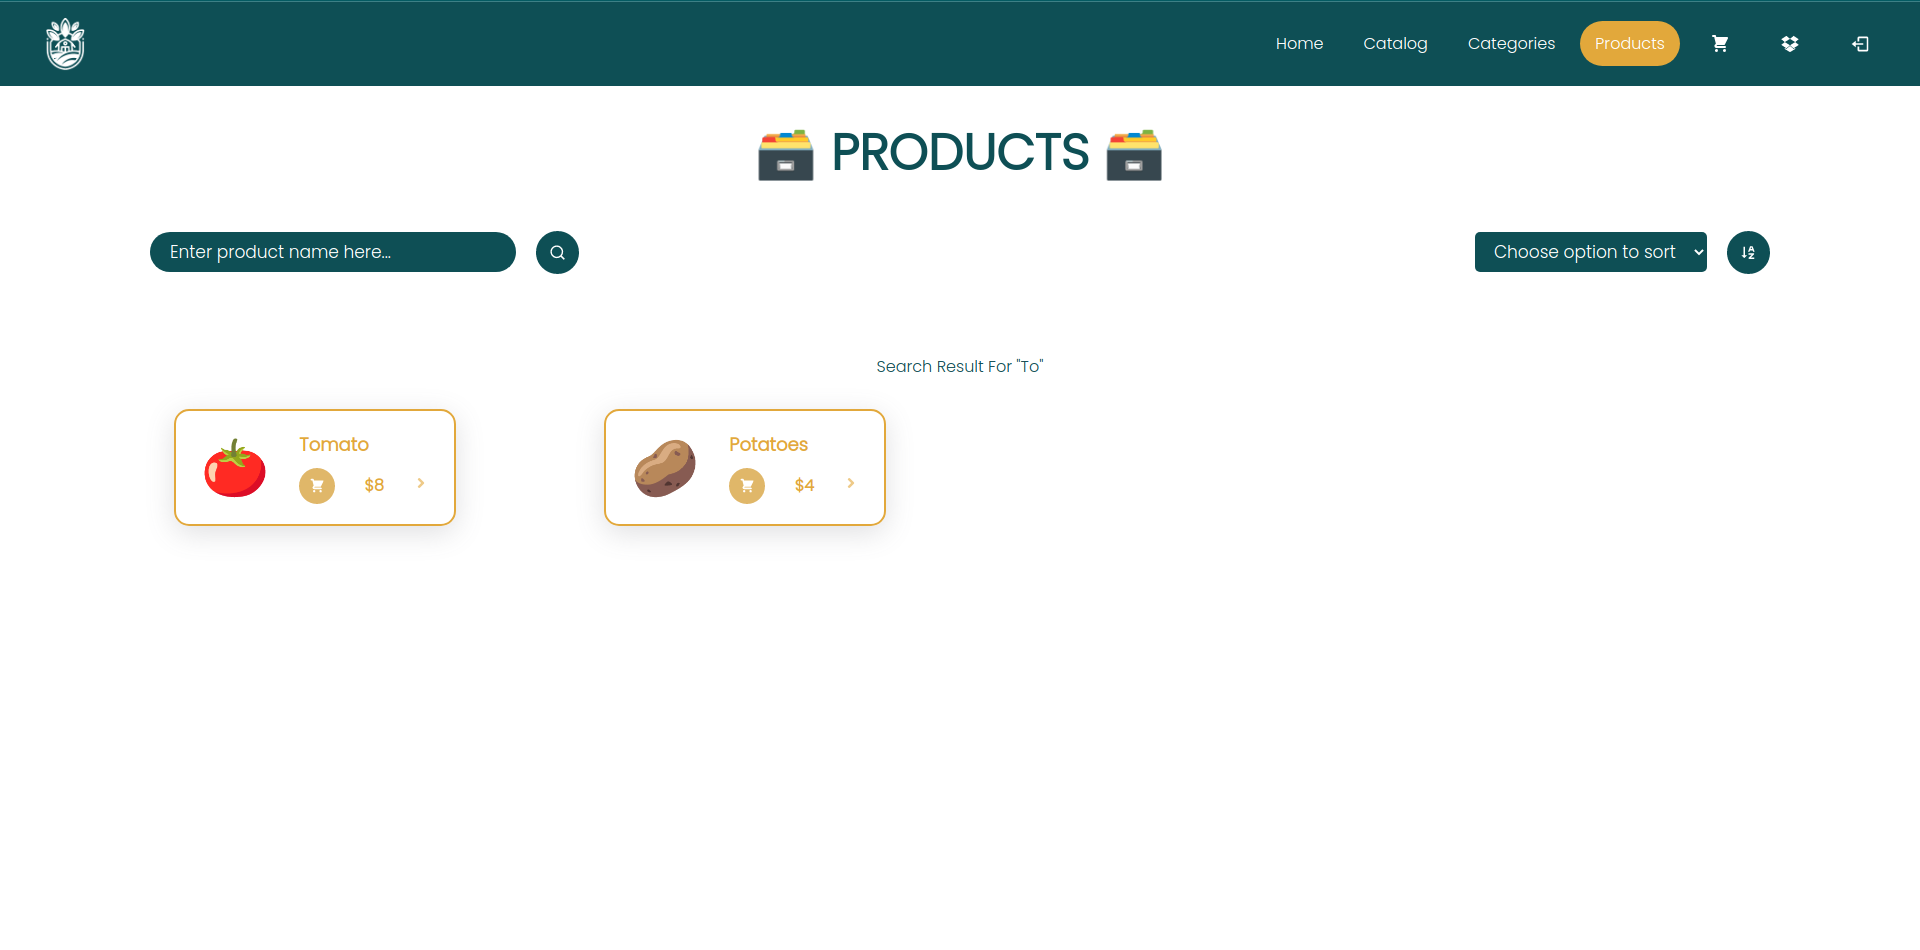 Home Catalog Categories Products
PRODUCTS
Enter product name here... Choose option to sort
Search Result For "To"
Tomato
$8
Potatoes
$4